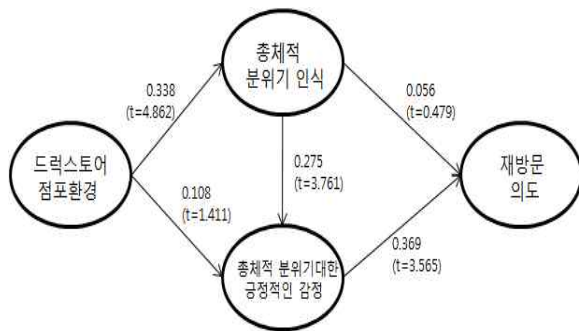 총체적
분위기 인식
0.338
(t=4.862)
0.056
(t=0.479)
드럭스토어
점포환경
0.275
(t=3.761)
재방문
의도
0.108
(t=1.411)
0.369
(t=3.565)
총체적 분위기대한
긍정적인 감정